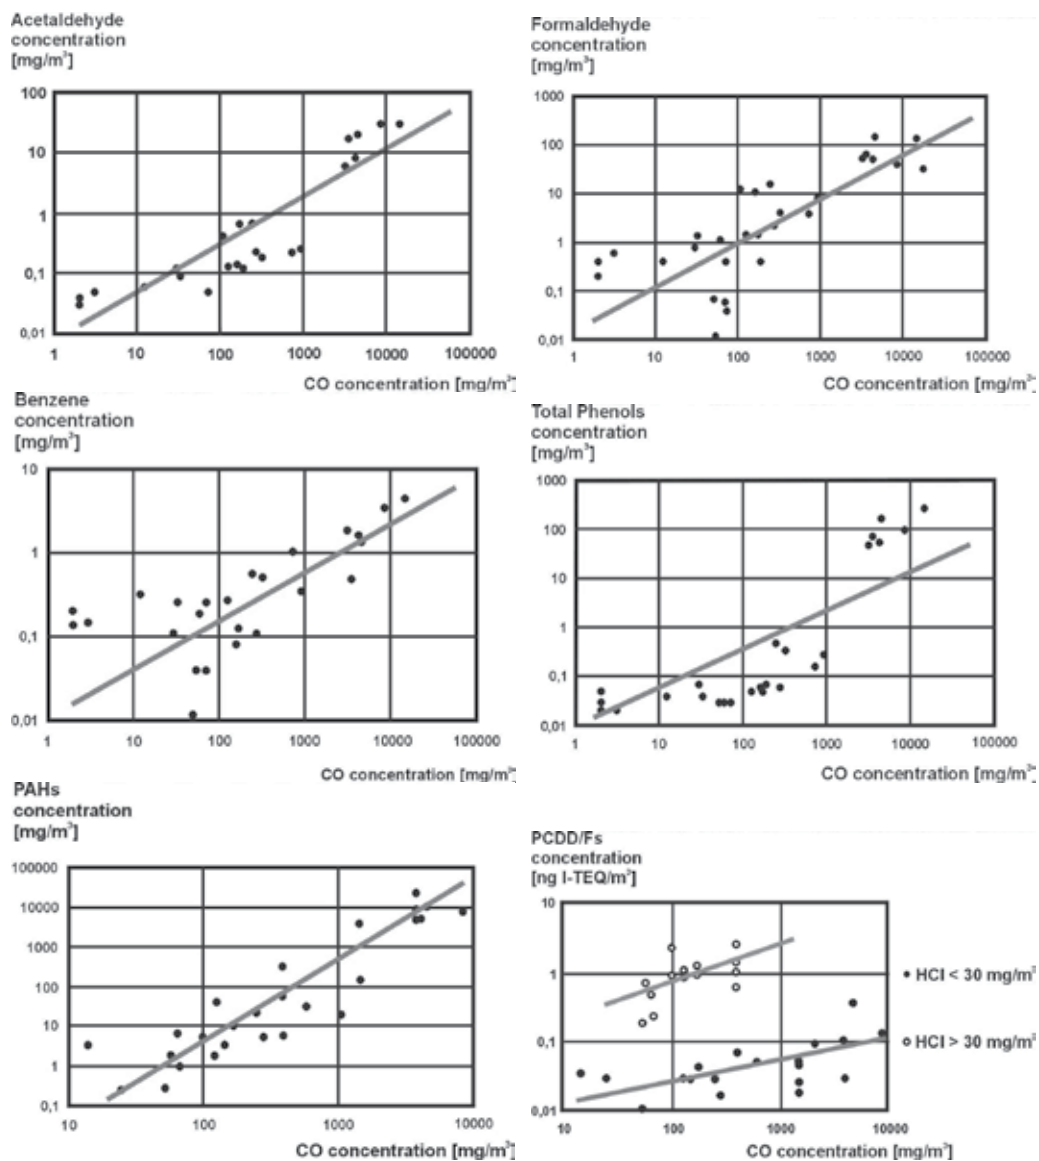 Acetaldehyde
concentration
[mg/m³]
100
10
1
0,1
0,01
1 10 100 1000 10000 100000
CO concentration [mg/m³]
Formaldehyde
concentration
[mg/m³]
1000
100
10
1
0,1
0,01
1 10 100 1000 10000 100000
CO concentration [mg/m³]
Benzene
concentration
[mg/m³]
10
1
0,1
0,01
1 10 100 1000 10000 100000
CO concentration [mg/m³]
Total Phenols
concentration
[mg/m³]
1000
100
10
1
0,1
0,01
1 10 100 1000 10000 100000
CO concentration [mg/m³]
PAHs
concentration
[mg/m³]
100000
10000
1000
100
10
1
0,1
10 100 1000 10000
CO concentration [mg/m³]
PCDD/Fs
concentration
[ng I-TEQ/m³]
10
1
0,1
0,01
10 100 1000 10000
CO concentration [mg/m³]
HCl < 30 mg/m³
HCl > 30 mg/m³